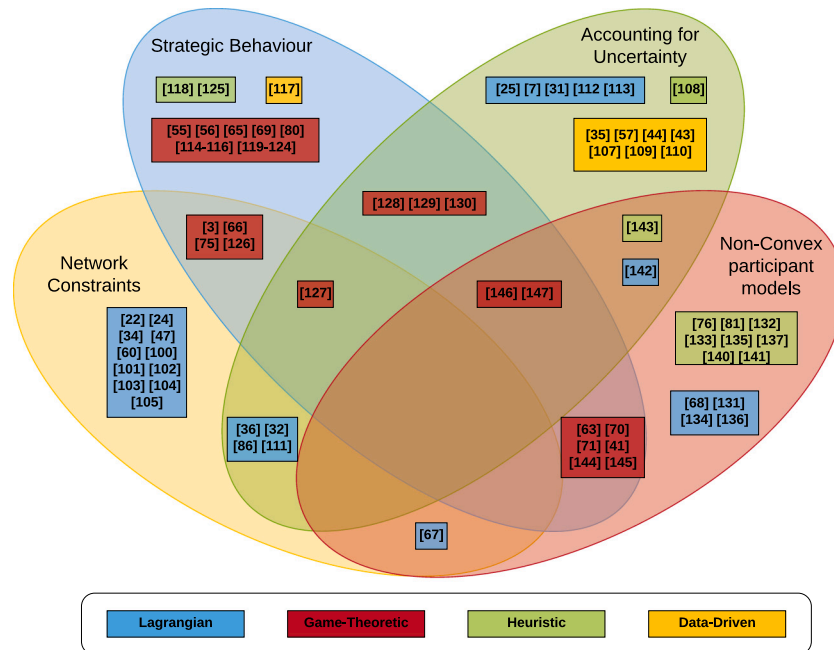 Strategic Behaviour
Accounting for
Uncertainty
[118] [125]
[117]
[25] [7] [31] [112] [113]
[108]
[55] [56] [65] [69] [80]
[114-116] [119-124]
[35] [57] [44] [43]
[107] [109] [110]
[128] [129] [130]
[3] [66]
[75] [126]
[143]
Network
Constraints
Non-Convex
participant
models
[142]
[127]
[146] [147]
[22] [24]
[34] [47]
[60] [100]
[101] [102]
[103] [104]
[105]
[76] [81] [132]
[133] [135] [137]
[140] [141]
[68] [131]
[134] [136]
[36] [32]
[86] [111]
[63] [70]
[71] [41]
[144] [145]
[67]
Lagrangian
Game-Theoretic
Heuristic
Data-Driven